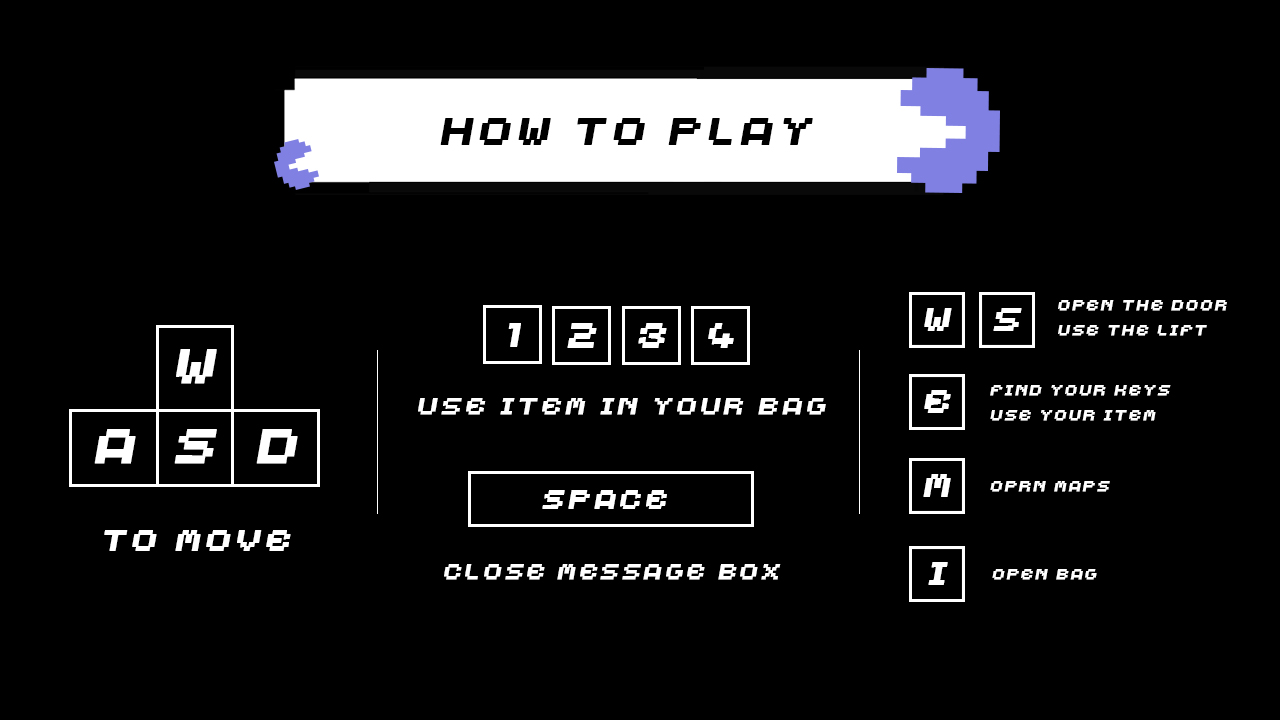 HOW TO PLAY
W
A S D
TO MOVE
1 2 3 4
USE ITEM IN YOUR BAG
SPACE
CLOSE MESSAGE BOX
W S
OPEN THE DOOR
USE THE LIFT
E
FIND YOUR KEYS
USE YOUR ITEM
M
OPRN MAPS
I
OPEN BAG